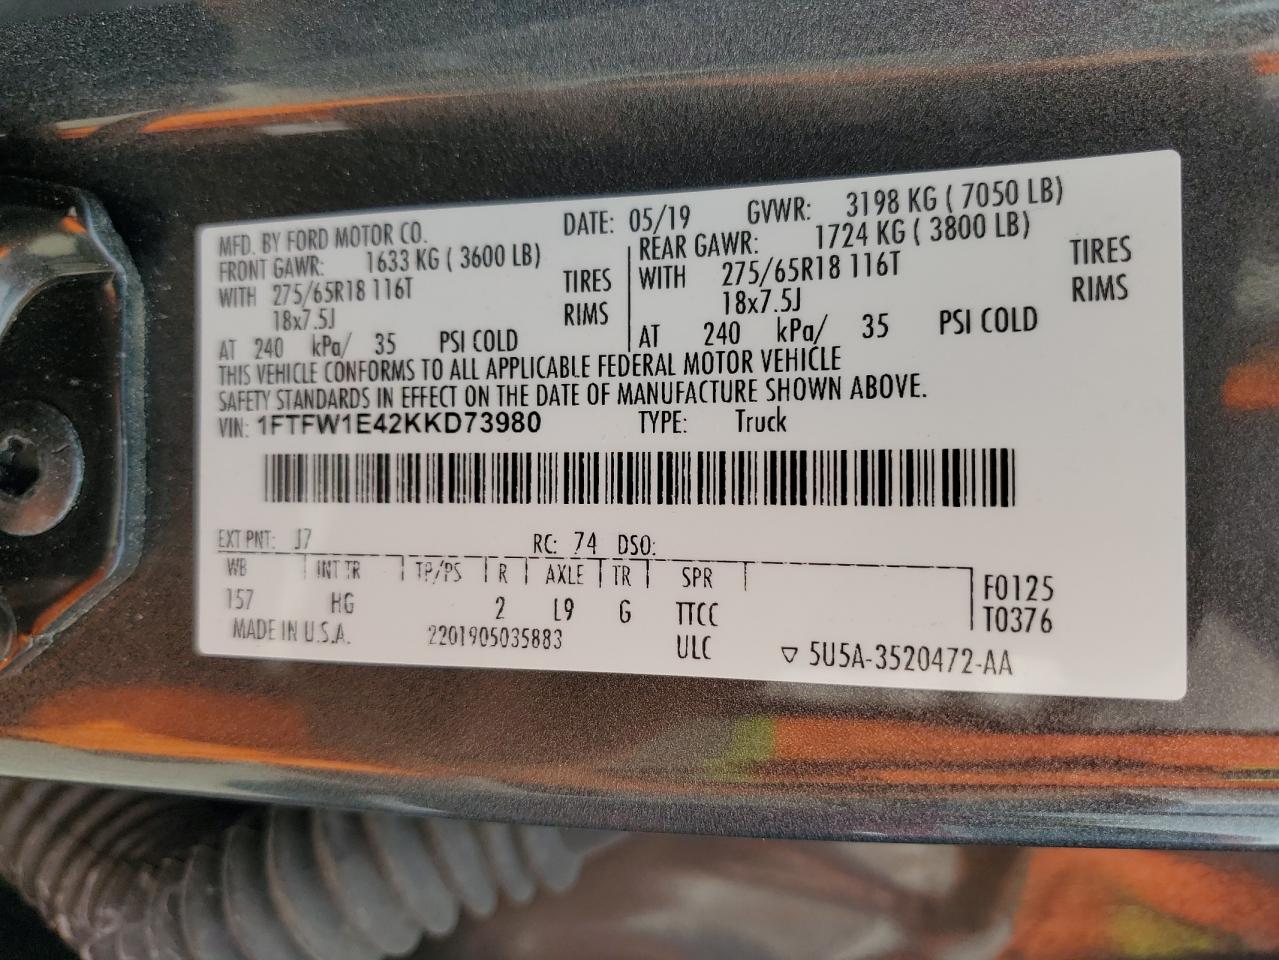 MFD. BY FORD MOTOR CO. DATE: 05/19 GVWR: 3198 KG ( 7050 LB)
FRONT GAWR: 1633 KG ( 3600 LB) REAR GAWR: 1724 KG ( 3800 LB)
WITH 275/65R18 116T TIRES WITH 275/65R18 116T TIRES
18x7.5J RIMS 18x7.5J RIMS
AT 240 kPa/ 35 PSI COLD AT 240 kPa/ 35 PSI COLD
THIS VEHICLE CONFORMS TO ALL APPLICABLE FEDERAL MOTOR VEHICLE
SAFETY STANDARDS IN EFFECT ON THE DATE OF MANUFACTURE SHOWN ABOVE.
VIN: 1FTFW1E42KKD73980 TYPE: Truck
EXT PNT: J7 RC: 74 DSO:
WB INT TR TP/PS R AXLE TR SPR F0125
157 HG 2 L9 G TTCC T0376
MADE IN U.S.A. 2201905035883 ULC ▽ 5U5A-3520472-AA